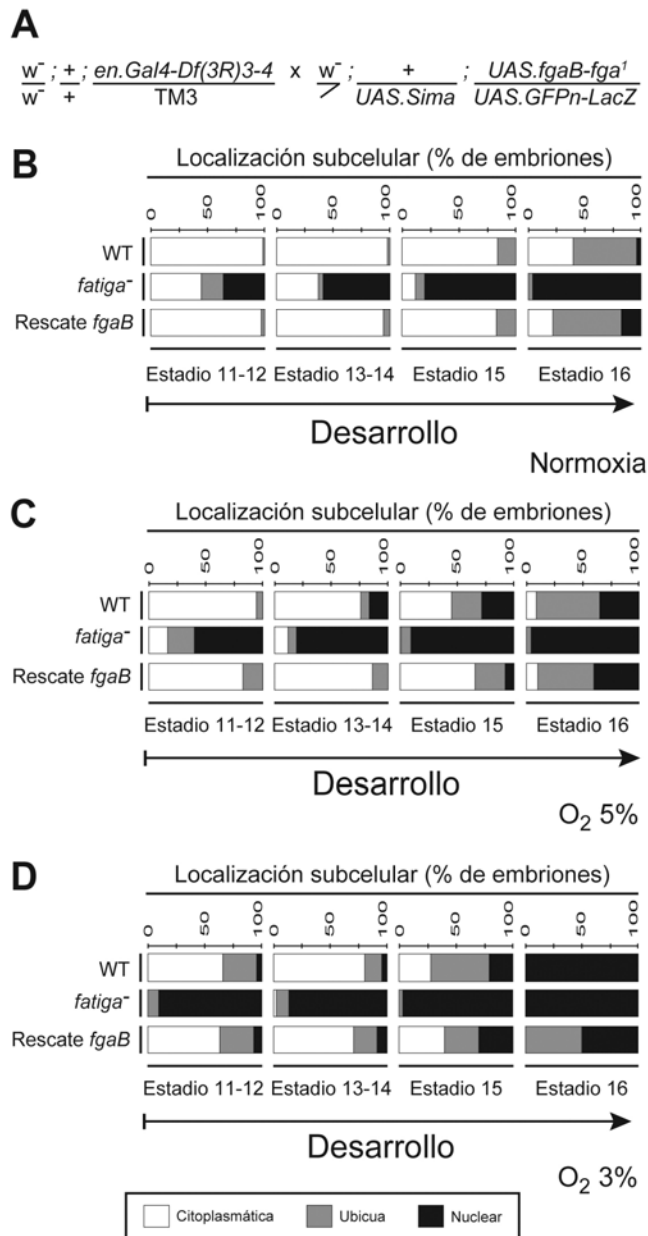 A
w⁻ ; + ; en.Gal4-Df(3R)3-4 x w⁻ ; + ; UAS.fgaB-fga¹
w⁻ + TM3 UAS.Sima UAS.GFPn-LacZ
B
Localización subcelular (% de embriones)
0 50 100 0 50 100 0 50 100 0 50 100
WT
fatiga⁻
Rescate fgaB
Estadio 11-12 Estadio 13-14 Estadio 15 Estadio 16
Desarrollo
Normoxia
C
Localización subcelular (% de embriones)
0 50 100 0 50 100 0 50 100 0 50 100
WT
fatiga⁻
Rescate fgaB
Estadio 11-12 Estadio 13-14 Estadio 15 Estadio 16
Desarrollo
O₂ 5%
D
Localización subcelular (% de embriones)
0 50 100 0 50 100 0 50 100 0 50 100
WT
fatiga⁻
Rescate fgaB
Estadio 11-12 Estadio 13-14 Estadio 15 Estadio 16
Desarrollo
O₂ 3%
Citoplasmática Ubicua Nuclear